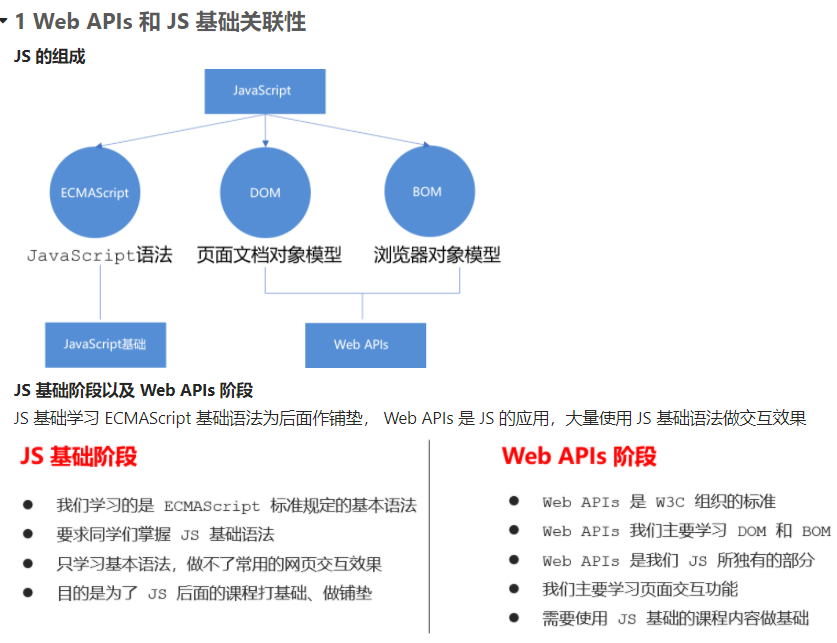 1 Web APIs 和 JS 基础关联性
JS 的组成
JavaScript
ECMAScript
DOM
BOM
JavaScript语法
页面文档对象模型
浏览器对象模型
JavaScript基础
Web APIs
JS 基础阶段以及 Web APIs 阶段
JS 基础学习 ECMAScript 基础语法为后面作铺垫， Web APIs 是 JS 的应用，大量使用 JS 基础语法做交互效果
JS 基础阶段
我们学习的是 ECMAScript 标准规定的基本语法
要求同学们掌握 JS 基础语法
只学习基本语法，做不了常用的网页交互效果
目的是为了 JS 后面的课程打基础、做铺垫
Web APIs 阶段
Web APIs 是 W3C 组织的标准
Web APIs 我们主要学习 DOM 和 BOM
Web APIs 是我们 JS 所独有的部分
我们主要学习页面交互功能
需要使用 JS 基础的课程内容做基础